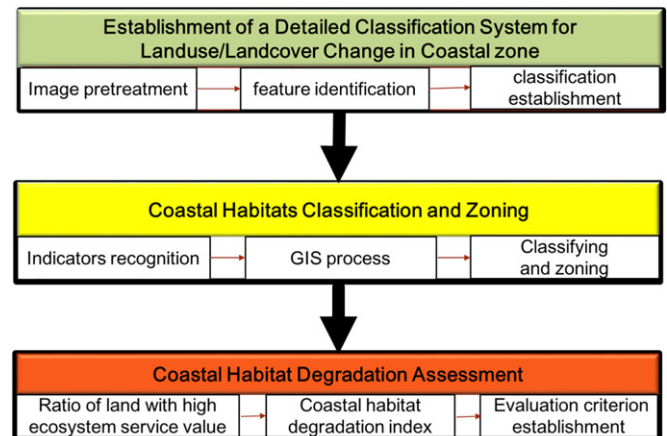 Establishment of a Detailed Classification System for
Landuse/Landcover Change in Coastal zone
Image pretreatment
feature identification
classification
establishment
Coastal Habitats Classification and Zoning
Indicators recognition
GIS process
Classifying
and zoning
Coastal Habitat Degradation Assessment
Ratio of land with high
ecosystem service value
Coastal habitat
degradation index
Evaluation criterion
establishment